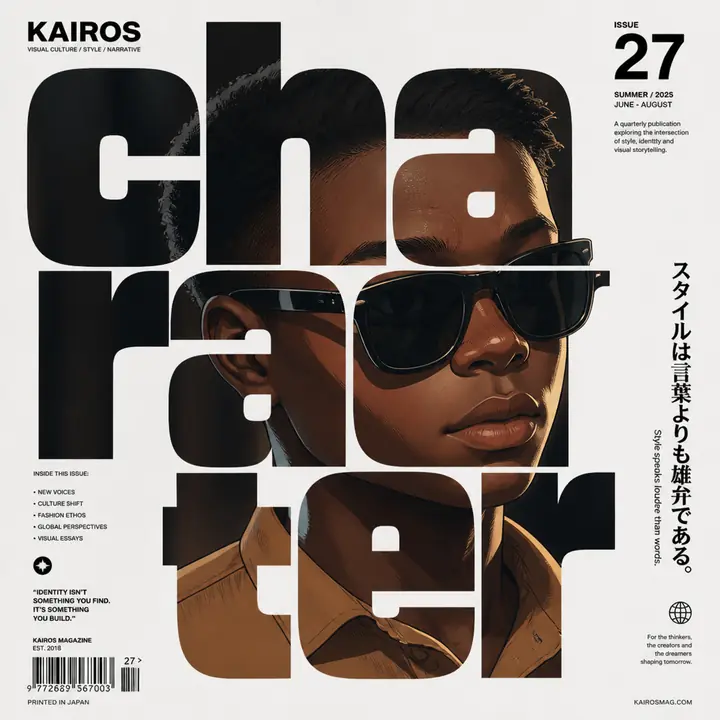 KAIROS
VISUAL CULTURE / STYLE / NARRATIVE
ISSUE
27
SUMMER / 2025
JUNE - AUGUST
A quarterly publication
exploring the intersection
of style, identity and
visual storytelling.
cha
rac
ter
スタイルは言葉よりも雄弁である。
Style speaks loudee than words.
INSIDE THIS ISSUE:
• NEW VOICES
• CULTURE SHIFT
• FASHION ETHOS
• GLOBAL PERSPECTIVES
• VISUAL ESSAYS
"IDENTITY ISN'T
SOMETHING YOU FIND.
IT'S SOMETHING
YOU BUILD."
KAIROS MAGAZINE
EST. 2018
27 >
9 772689 567003
PRINTED IN JAPAN
For the thinkers,
the creators and
the dreamers
shaping tomorrow.
KAIROSMAG.COM